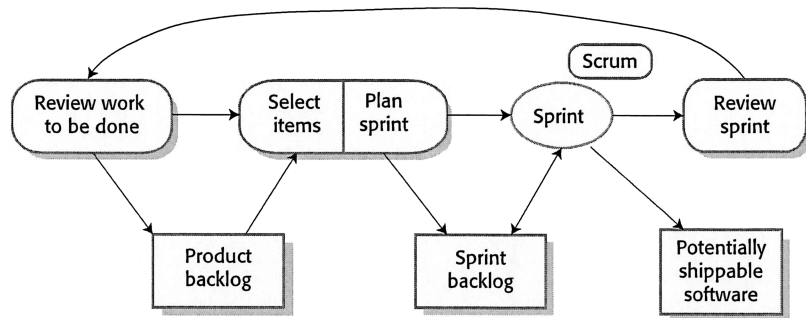 Scrum
Review work
to be done
Select
items
Plan
sprint
Sprint
Review
sprint
Product
backlog
Sprint
backlog
Potentially
shippable
software